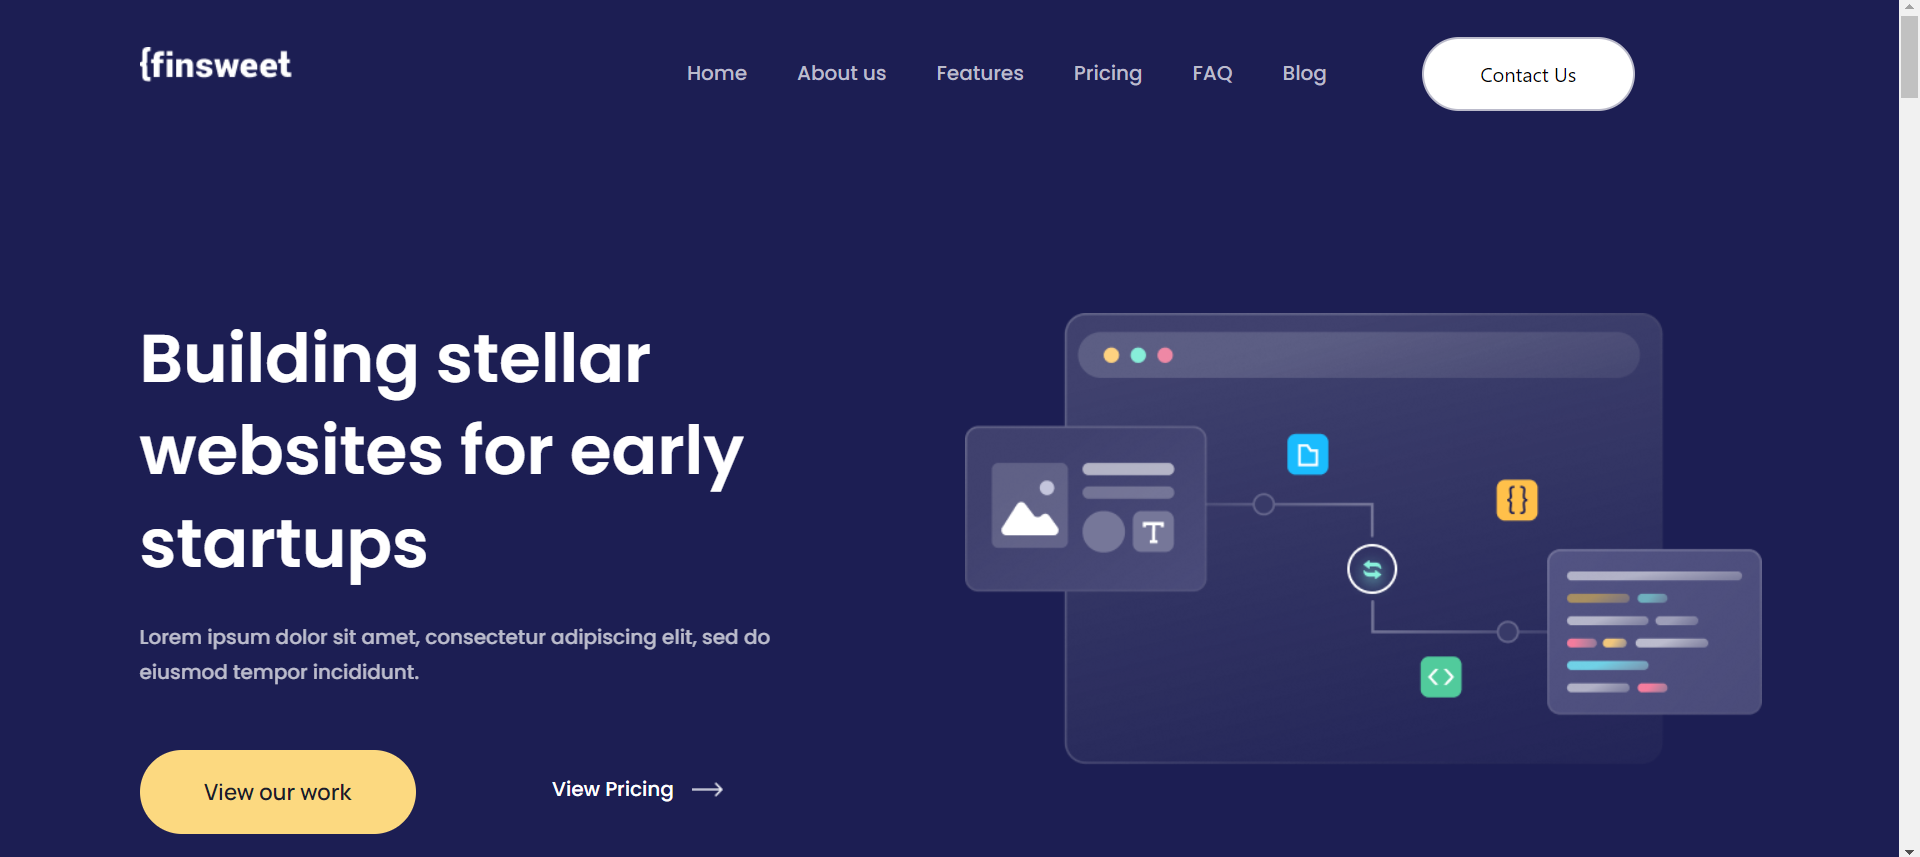 {finsweet
Home
About us
Features
Pricing
FAQ
Blog
Contact Us
Building stellar
websites for early
startups
Lorem ipsum dolor sit amet, consectetur adipiscing elit, sed do
eiusmod tempor incididunt.
View our work
View Pricing
T
{}
<>